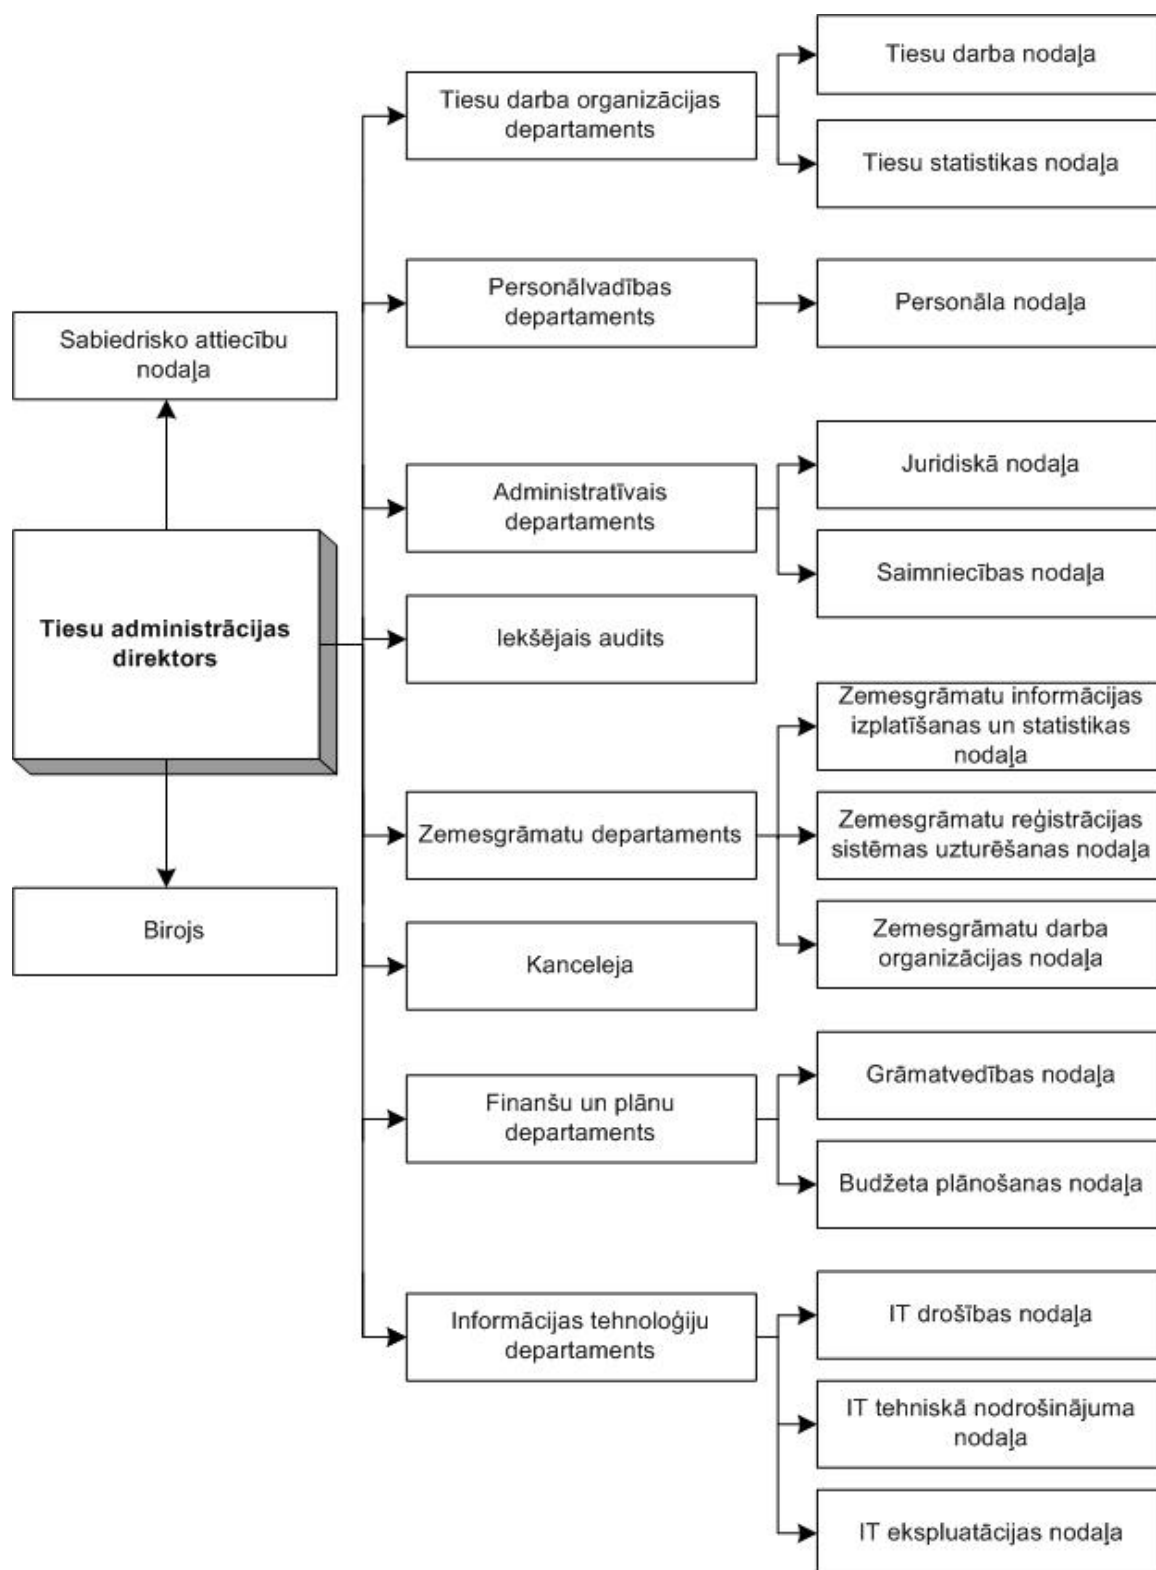 Tiesu darba nodaļa
Tiesu darba organizācijas
departaments
Tiesu statistikas nodaļa
Personālvadības
departaments
Personāla nodaļa
Sabiedrisko attiecību
nodaļa
Juridiskā nodaļa
Administratīvais
departaments
Saimniecības nodaļa
Tiesu administrācijas
direktors
Iekšējais audits
Zemesgrāmatu informācijas
izplatīšanas un statistikas
nodaļa
Zemesgrāmatu departaments
Zemesgrāmatu reģistrācijas
sistēmas uzturēšanas nodaļa
Birojs
Zemesgrāmatu darba
organizācijas nodaļa
Kanceleja
Grāmatvedības nodaļa
Finanšu un plānu
departaments
Budžeta plānošanas nodaļa
IT drošības nodaļa
Informācijas tehnoloģiju
departaments
IT tehniskā nodrošinājuma
nodaļa
IT ekspluatācijas nodaļa